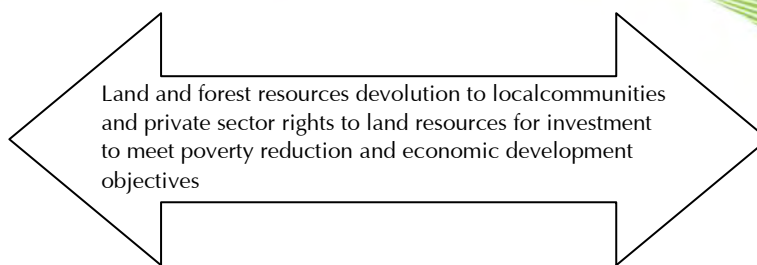 Land and forest resources devolution to localcommunities
and private sector rights to land resources for investment
to meet poverty reduction and economic development
objectives